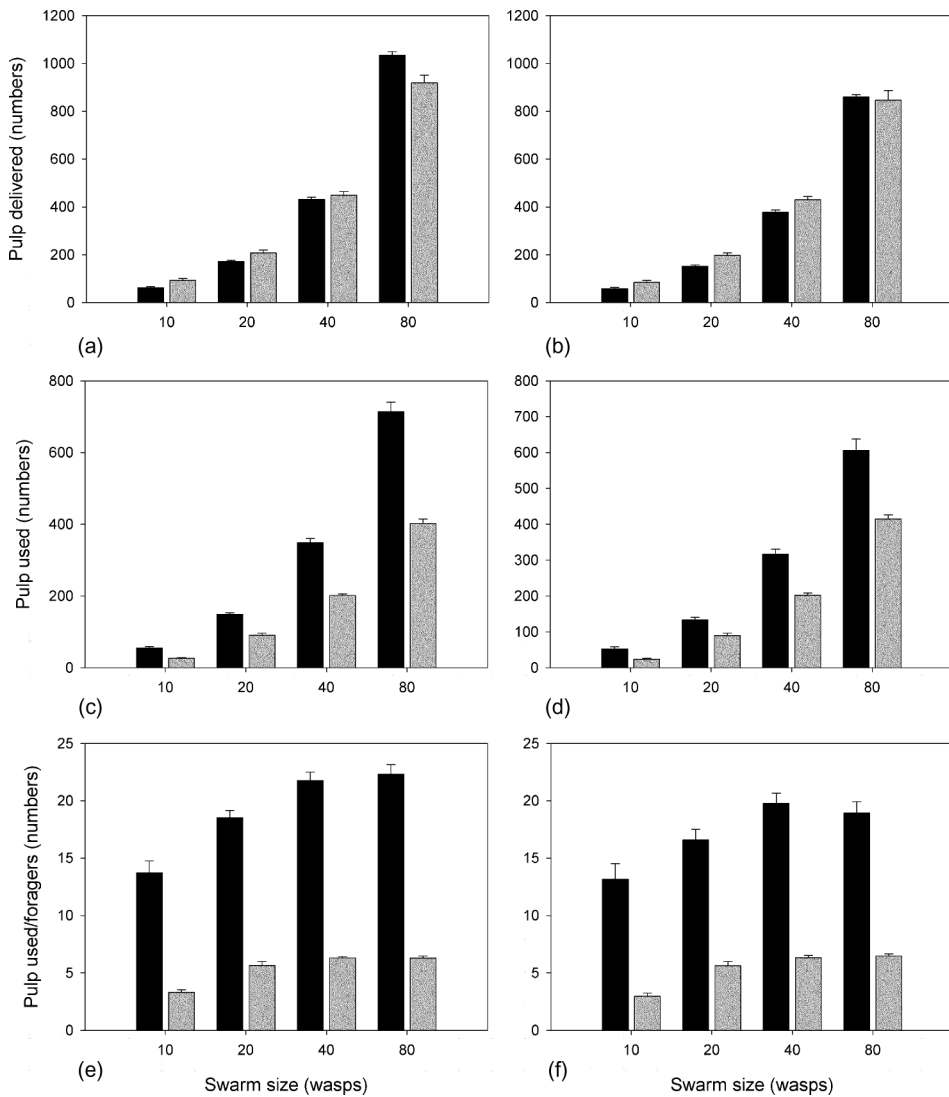 1200
1000
800
600
400
200
0
Pulp delivered (numbers)
10 20 40 80
(a)
1200
1000
800
600
400
200
0
10 20 40 80
(b)
800
600
400
200
0
Pulp used (numbers)
10 20 40 80
(c)
800
700
600
500
400
300
200
100
0
10 20 40 80
(d)
25
20
15
10
5
0
Pulp used/foragers (numbers)
10 20 40 80
(e)
Swarm size (wasps)
25
20
15
10
5
0
10 20 40 80
(f)
Swarm size (wasps)